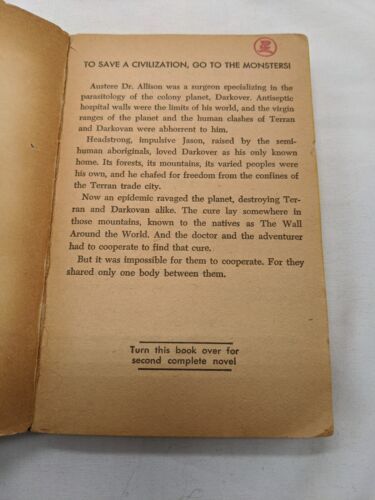 TO SAVE A CIVILIZATION, GO TO THE MONSTERS!
Austere Dr. Allison was a surgeon specializing in the
parasitology of the colony planet, Darkover. Antiseptic
hospital walls were the limits of his world, and the virgin
ranges of the planet and the human clashes of Terran
and Darkovan were abhorrent to him.
Headstrong, impulsive Jason, raised by the semi-
human aboriginals, loved Darkover as his only known
home. Its forests, its mountains, its varied peoples were
his own, and he chafed for freedom from the confines of
the Terran trade city.
Now an epidemic ravaged the planet, destroying Ter-
ran and Darkovan alike. The cure lay somewhere in
those mountains, known to the natives as The Wall
Around the World. And the doctor and the adventurer
had to cooperate to find that cure.
But it was impossible for them to cooperate. For they
shared only one body between them.
Turn this book over for
second complete novel